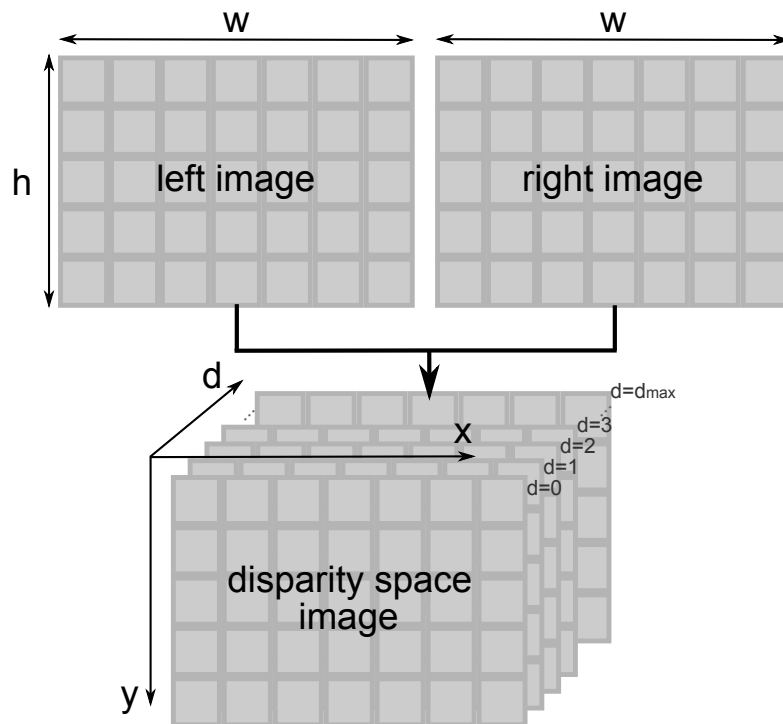 w
w
h
left image
right image
d
d=dmax
d=3
x
d=2
d=1
d=0
disparity space
image
y